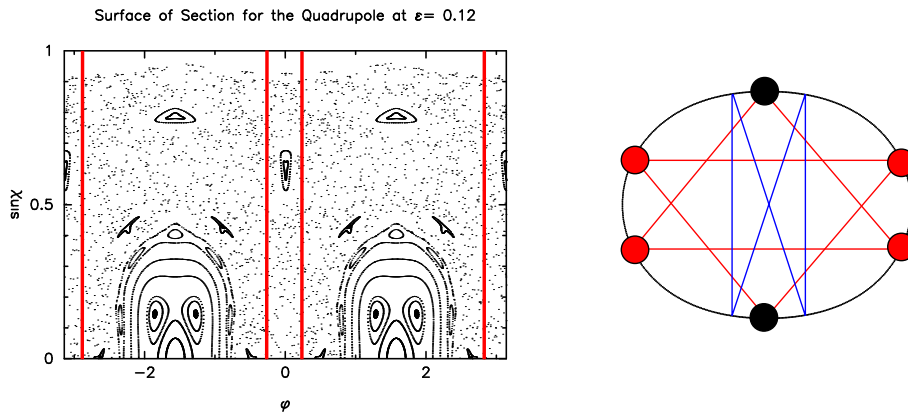 Surface of Section for the Quadrupole at ε= 0.12
1
0.5
0
sinχ
−2
0
2
φ